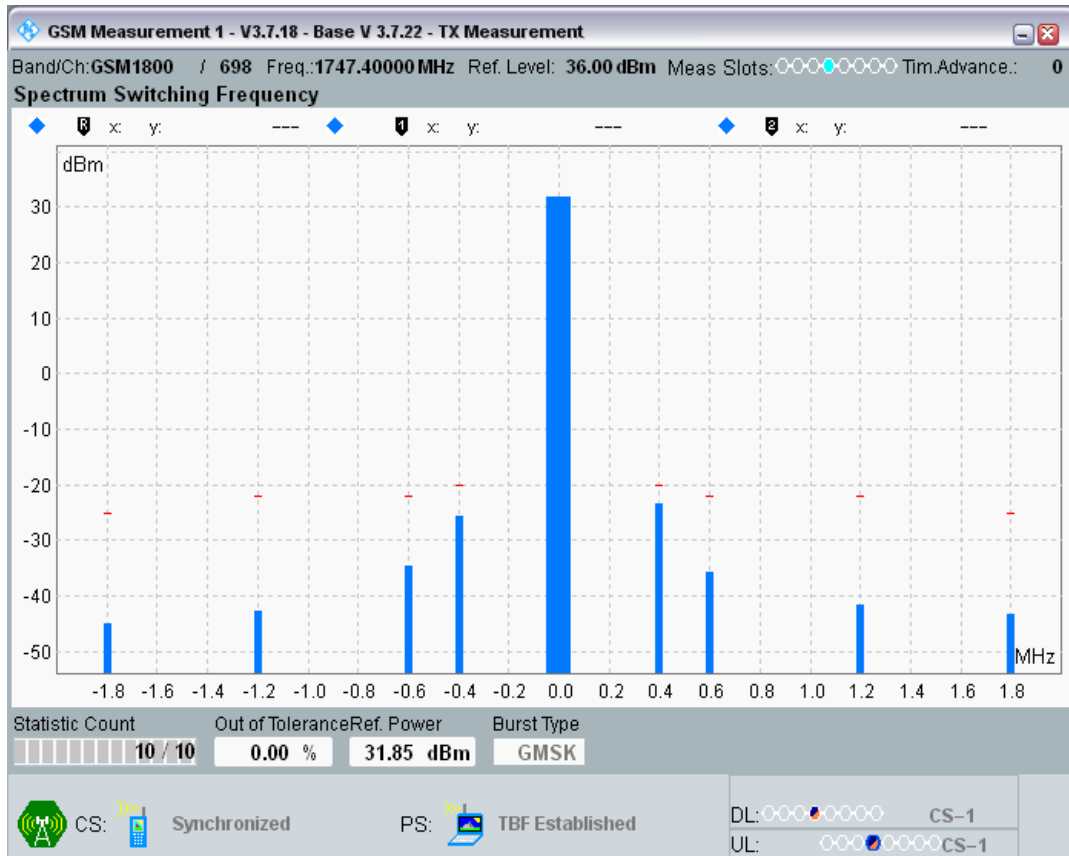 GSM Measurement 1 - V3.7.18 - Base V 3.7.22 - TX Measurement
Band/Ch:GSM1800 / 698 Freq.:1747.40000 MHz Ref. Level: 36.00 dBm Meas Slots: Tim.Advance.: 0
Spectrum Switching Frequency
R x: y: --- 1 x: y: --- 2 x: y: ---
dBm
30
20
10
0
-10
-20
-30
-40
-50
MHz
-1.8 -1.6 -1.4 -1.2 -1.0 -0.8 -0.6 -0.4 -0.2 0.0 0.2 0.4 0.6 0.8 1.0 1.2 1.4 1.6 1.8
Statistic Count Out of Tolerance Ref. Power Burst Type
10 / 10 0.00 % 31.85 dBm GMSK
CS: Synchronized PS: TBF Established DL: CS-1
UL: CS-1